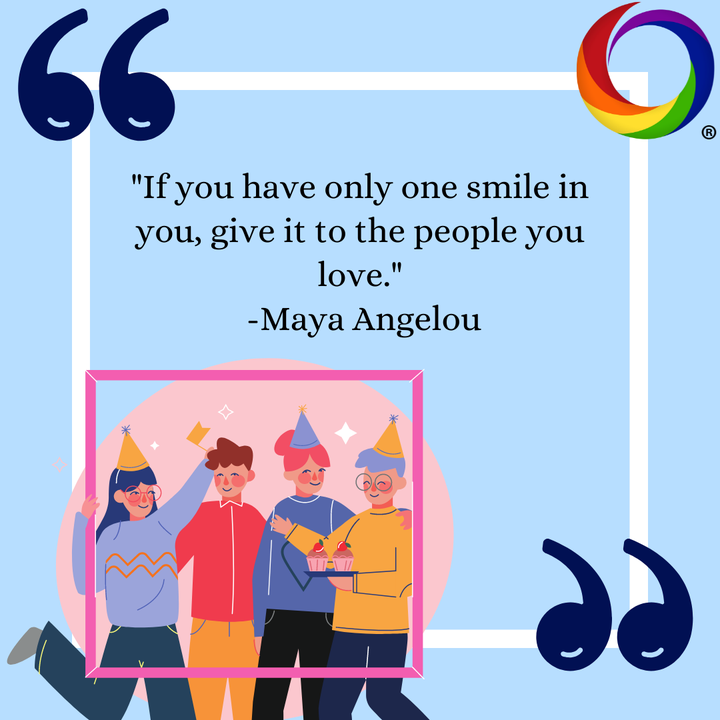 "If you have only one smile in
you, give it to the people you
love."
-Maya Angelou
®